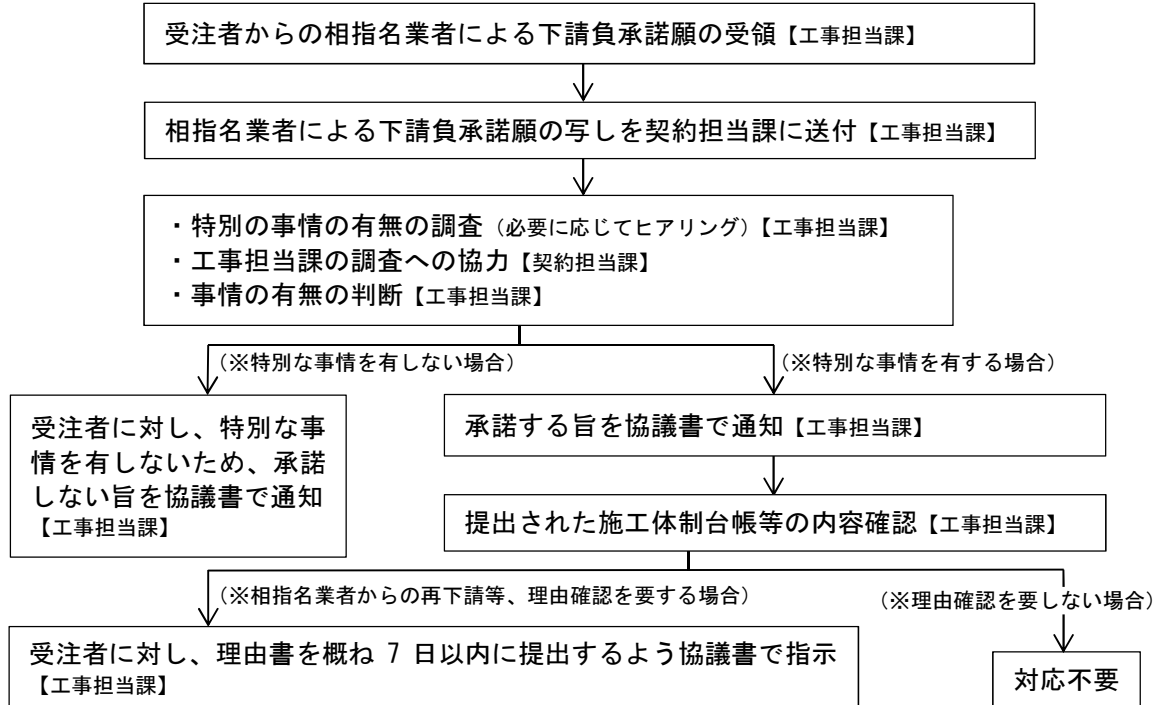 受注者からの相指名業者による下請負承諾願の受領【工事担当課】
相指名業者による下請負承諾願の写しを契約担当課に送付【工事担当課】
・特別の事情の有無の調査（必要に応じてヒアリング）【工事担当課】
・工事担当課の調査への協力【契約担当課】
・事情の有無の判断【工事担当課】
（※特別な事情を有しない場合）
（※特別な事情を有する場合）
受注者に対し、特別な事
情を有しないため、承諾
しない旨を協議書で通知
【工事担当課】
承諾する旨を協議書で通知【工事担当課】
提出された施工体制台帳等の内容確認【工事担当課】
（※相指名業者からの再下請等、理由確認を要する場合）
（※理由確認を要しない場合）
受注者に対し、理由書を概ね 7 日以内に提出するよう協議書で指示
【工事担当課】
対応不要